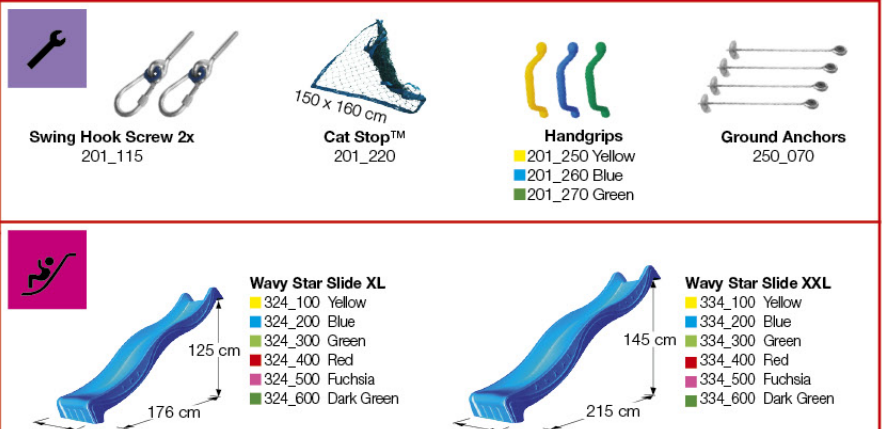 Swing Hook Screw 2x
201_115
150 x 160 cm
Cat Stop™
201_220
Handgrips
201_250 Yellow
201_260 Blue
201_270 Green
Ground Anchors
250_070
Wavy Star Slide XL
324_100 Yellow
324_200 Blue
324_300 Green
324_400 Red
324_500 Fuchsia
324_600 Dark Green
125 cm
176 cm
Wavy Star Slide XXL
334_100 Yellow
334_200 Blue
334_300 Green
334_400 Red
334_500 Fuchsia
334_600 Dark Green
145 cm
215 cm